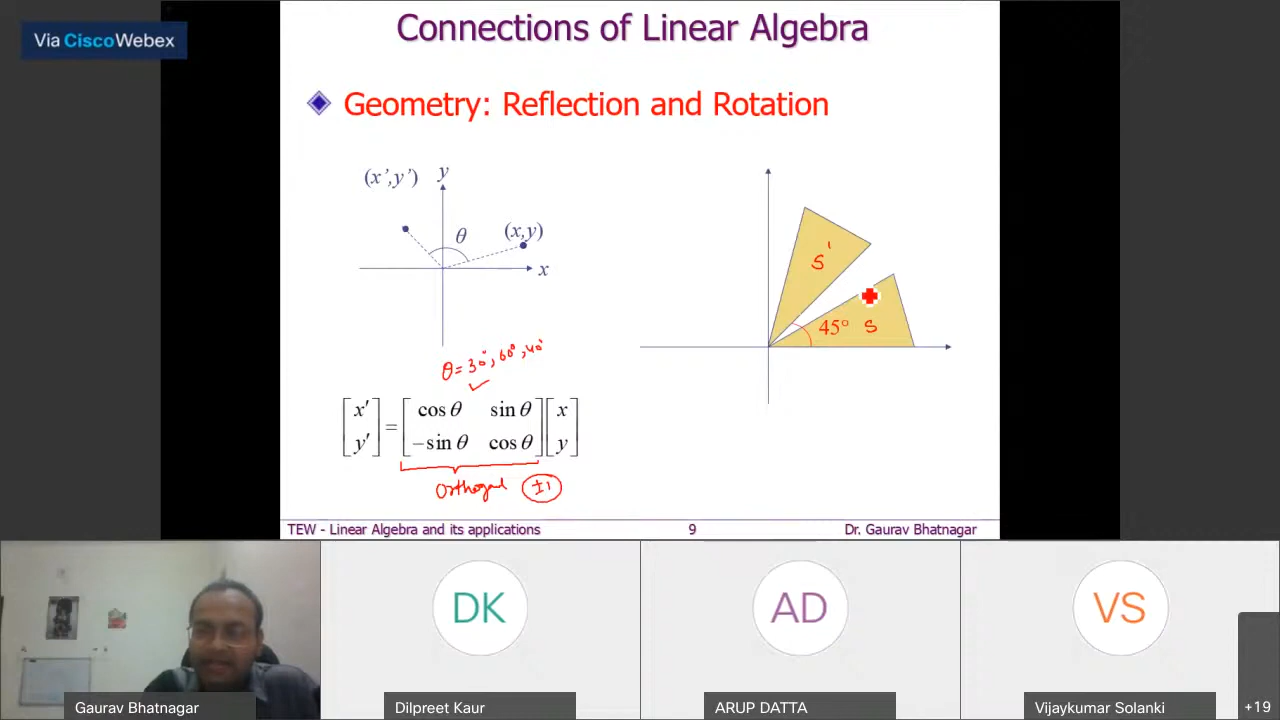 Via CiscoWebex
Connections of Linear Algebra
Geometry: Reflection and Rotation
(x',y') y
θ (x,y)
x
S'
45° S
θ = 30°, 60°, 40°
[x' y'] = [cos θ sin θ
−sin θ cos θ] [x y]
±1
TEW - Linear Algebra and its applications 9 Dr. Gaurav Bhatnagar
DK AD VS
Gaurav Bhatnagar Dilpreet Kaur ARUP DATTA Vijaykumar Solanki +19